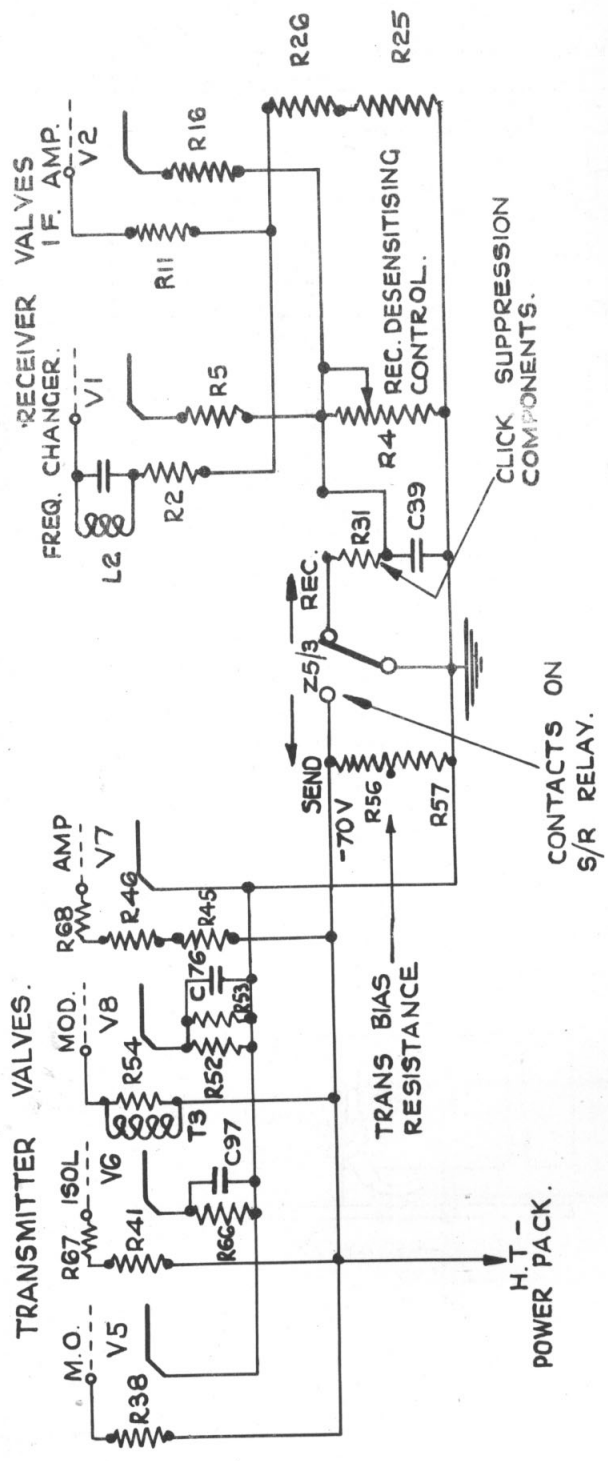 TRANSMITTER VALVES.
M.O.
V5
R38
R67
ISOL
V6
R41
R66
C97
MOD.
V8
R54
T3
R52
R53
C76
R68
AMP
V7
R46
R45
TRANS BIAS
RESISTANCE
SEND
-70V
R56
R57
Z5/3
REC.
CONTACTS ON
S/R RELAY.
H.T-
POWER PACK.
RECEIVER VALVES
FREQ. CHANGER.
I F. AMP.
L2
V1
V2
R2
R5
R11
R16
R31
C39
R4
REC. DESENSITISING
CONTROL.
CLICK SUPPRESSION
COMPONENTS.
R26
R25